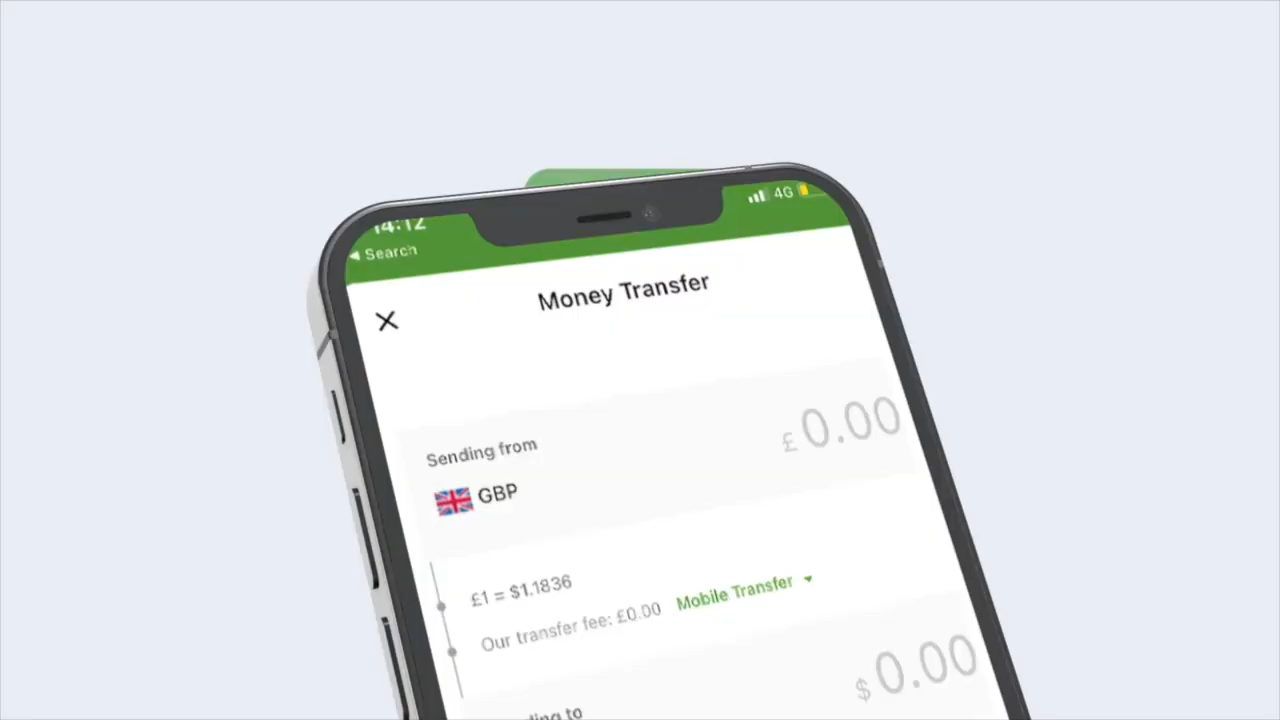 14:12
4G
◀ Search
Money Transfer
Sending from
£ 0.00
GBP
£1 = $1.1836
Our transfer fee: £0.00 Mobile Transfer
$ 0.00
to